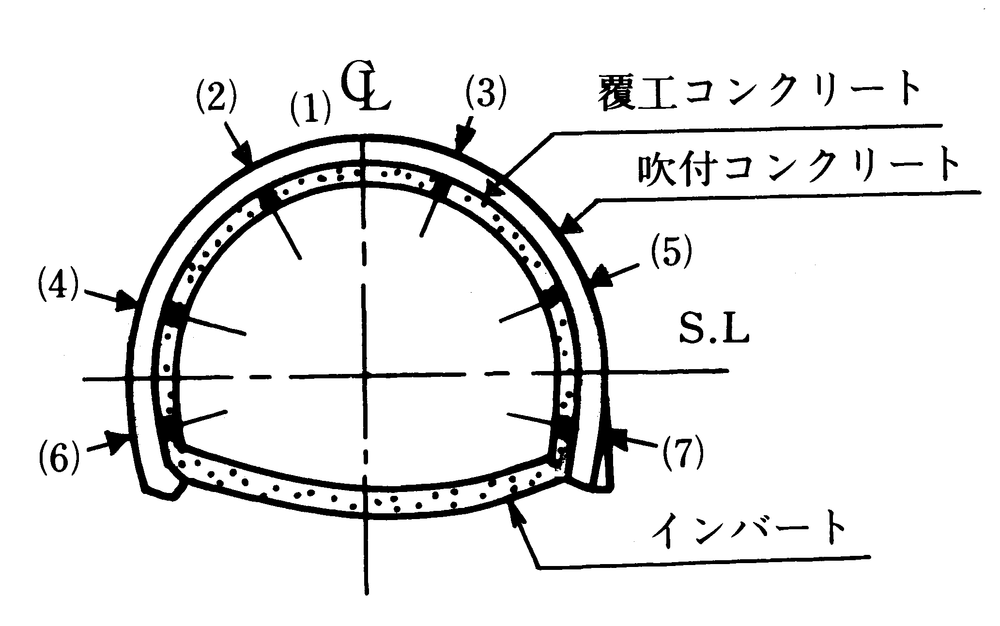 (2)
(1)
CL
(3)
覆工コンクリート
吹付コンクリート
(4)
(5)
S.L
(6)
(7)
インバート